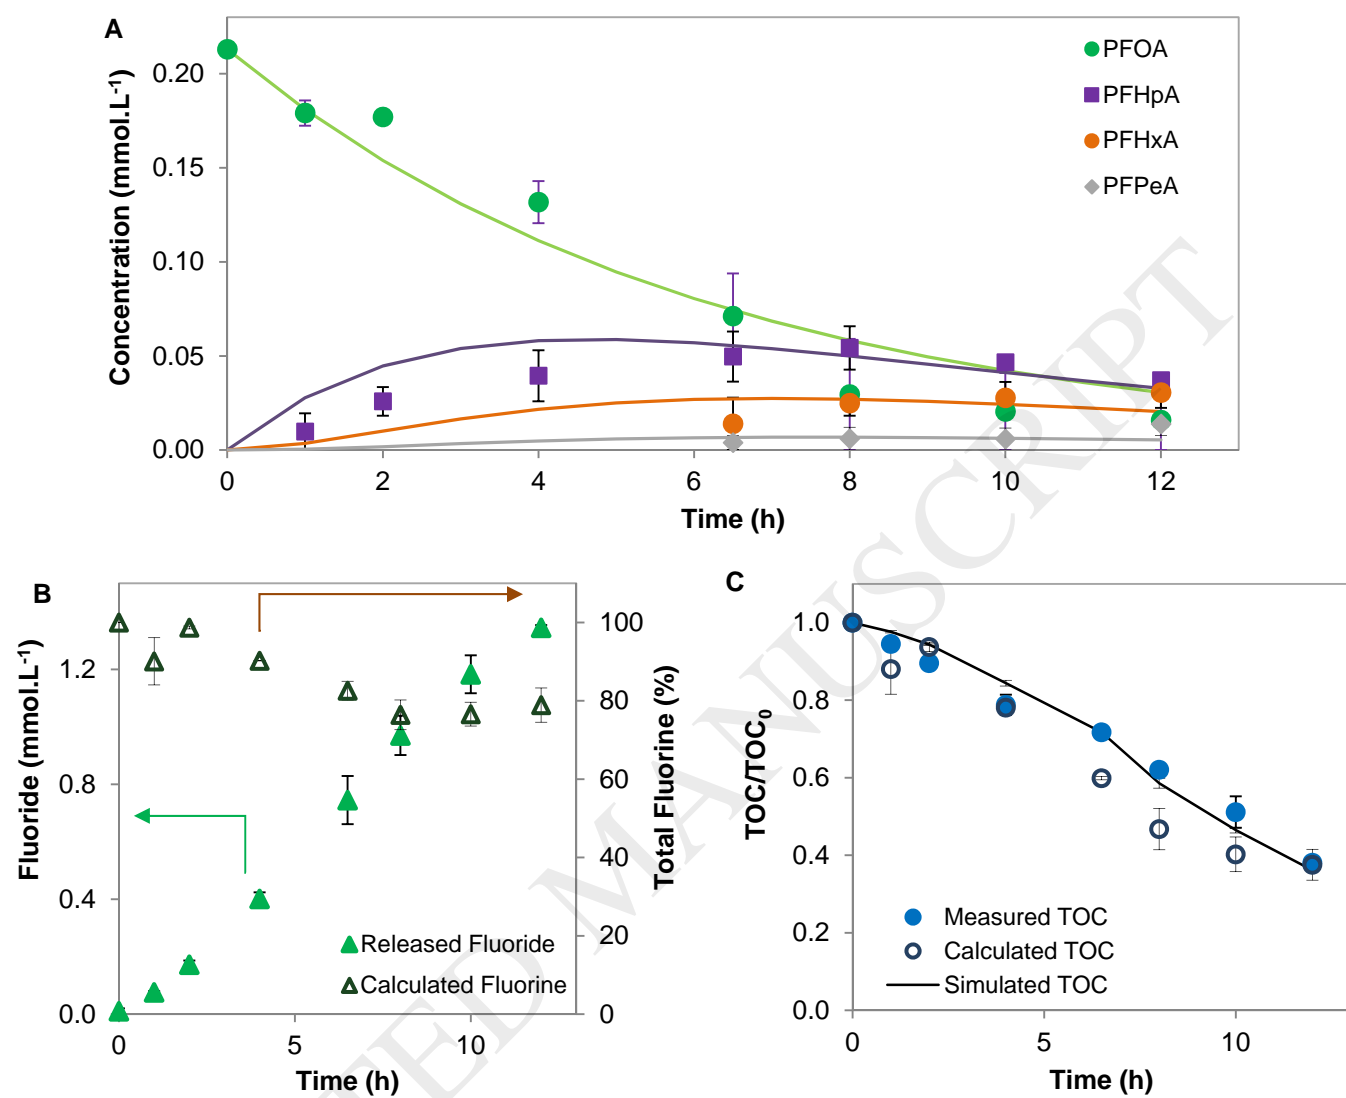 A
Concentration (mmol.L-1)
0.20
0.15
0.10
0.05
0.00
0 2 4 6 8 10 12
Time (h)
PFOA
PFHpA
PFHxA
PFPeA
B
Fluoride (mmol.L-1)
1.2
0.8
0.4
0.0
0 5 10
Time (h)
100
80
60
40
20
0
Total Fluorine (%)
Released Fluoride
Calculated Fluorine
C
TOC/TOC0
1.0
0.8
0.6
0.4
0.2
0.0
0 5 10
Time (h)
Measured TOC
Calculated TOC
Simulated TOC
TED MANUSCRIPT